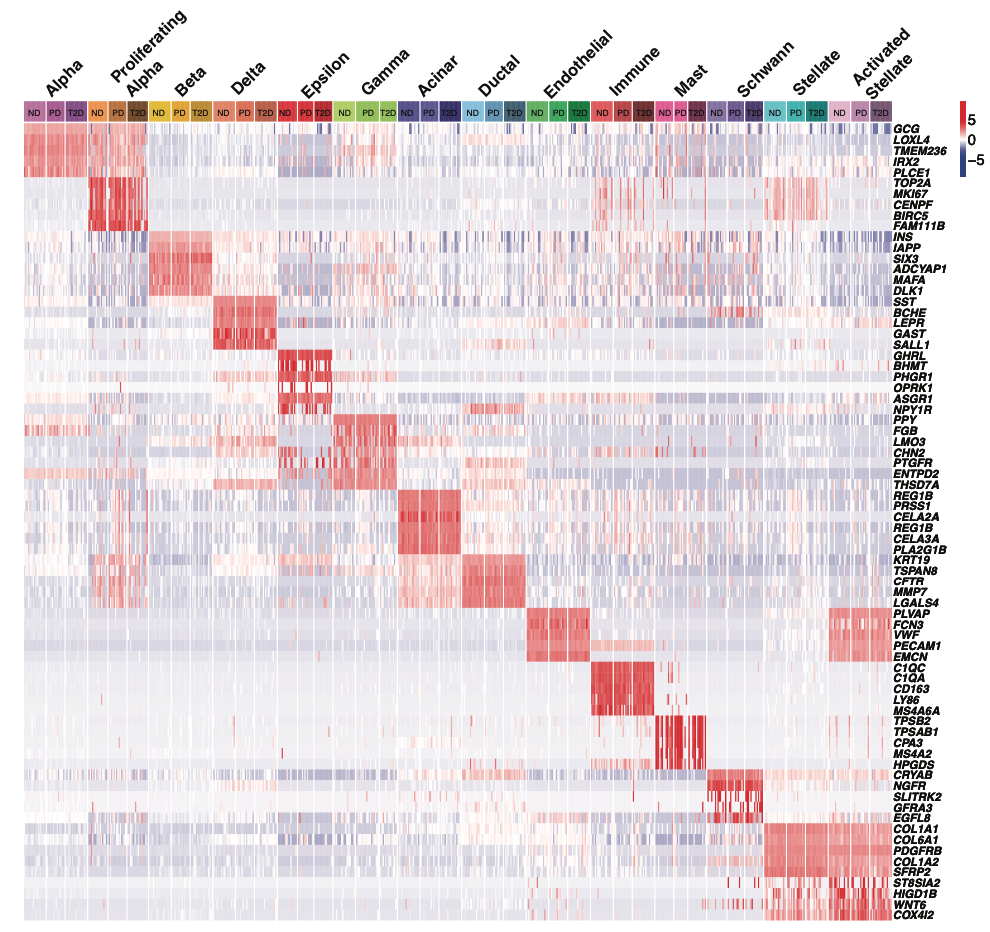 Alpha
Proliferating
Alpha
Beta
Delta
Epsilon
Gamma
Acinar
Ductal
Endothelial
Immune
Mast
Schwann
Stellate
Activated
Stellate
ND PD T2D ND PD T2D ND PD T2D ND PD T2D ND PD T2D ND PD T2D ND PD T2D ND PD T2D ND PD T2D ND PD T2D ND PD T2D ND PD T2D ND PD T2D ND PD T2D
5
0
−5
GCG
LOXL4
TMEM236
IRX2
PLCE1
TOP2A
MKI67
CENPF
BIRC5
FAM111B
INS
IAPP
SIX3
ADCYAP1
MAFA
DLK1
SST
BCHE
LEPR
GAST
SALL1
GHRL
BHMT
PHGR1
OPRK1
ASGR1
NPY1R
PPY
FGB
LMO3
CHN2
PTGFR
ENTPD2
THSD7A
REG1B
PRSS1
CELA2A
REG1B
CELA3A
PLA2G1B
KRT19
TSPAN8
CFTR
MMP7
LGALS4
PLVAP
FCN3
VWF
PECAM1
EMCN
C1QC
C1QA
CD163
LY86
MS4A6A
TPSB2
TPSAB1
CPA3
MS4A2
HPGDS
CRYAB
NGFR
SLITRK2
GFRA3
EGFL8
COL1A1
COL6A1
PDGFRB
COL1A2
SFRP2
ST8SIA2
HIGD1B
WNT6
COX4I2